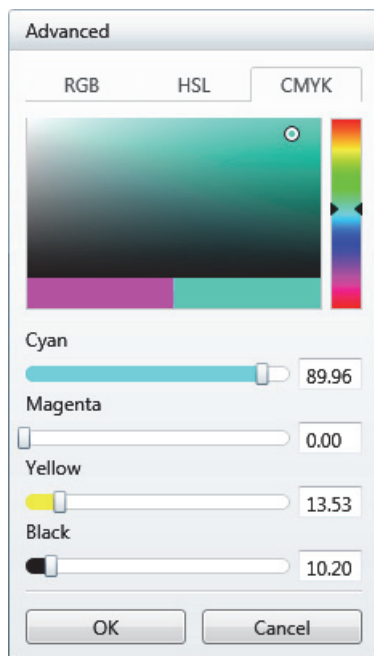 Advanced
RGB HSL CMYK
Cyan
89.96
Magenta
0.00
Yellow
13.53
Black
10.20
OK Cancel